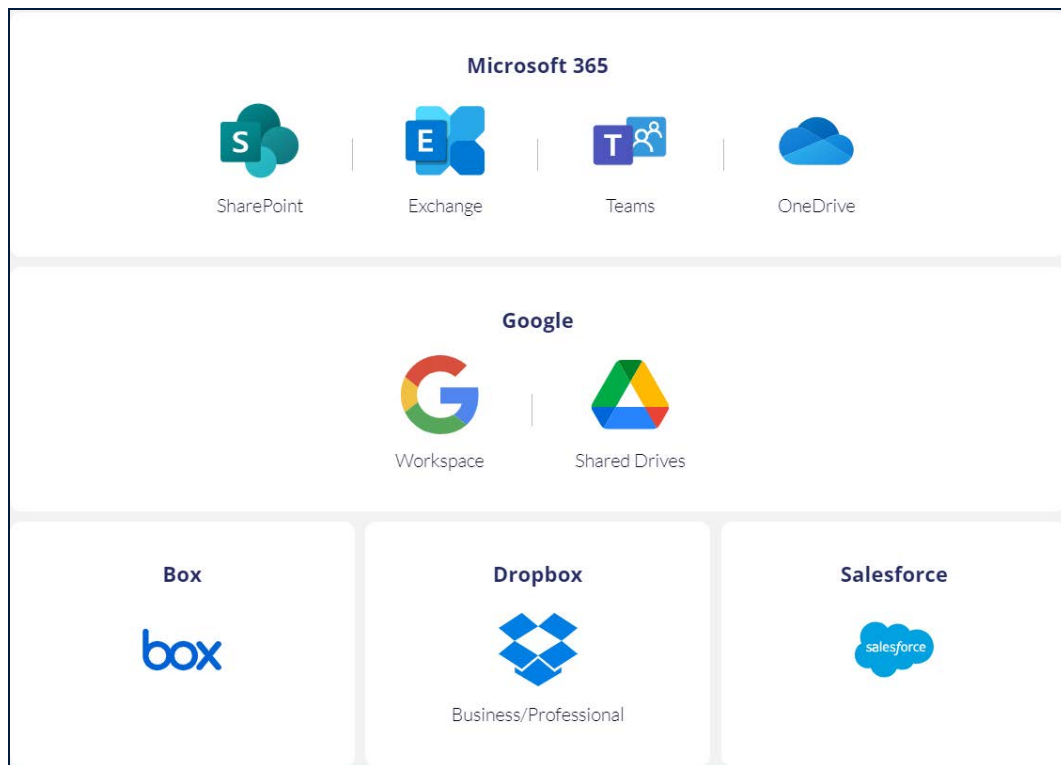 Microsoft 365
S
E
T
SharePoint
Exchange
Teams
OneDrive
Google
Workspace
Shared Drives
Box
Dropbox
Salesforce
box
salesforce
Business/Professional